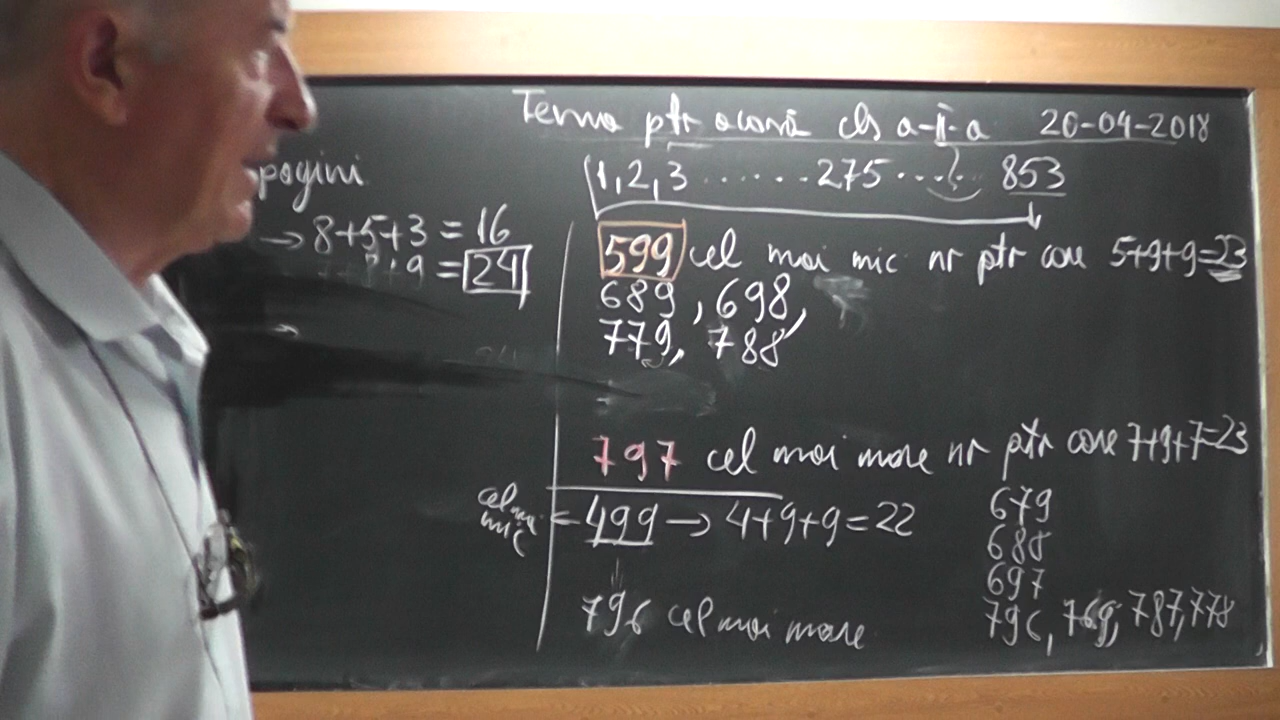 Tema ptr acasă cls a-II-a 20-04-2018
pagini
→ 8+5+3 = 16
+8+9 = 24
1, 2, 3 ....... 275 ..... 853
599 cel mai mic nr ptr care 5+9+9=23
689, 698,
779, 788
797 cel mai mare nr ptr care 7+9+7=23
cel mai mic ← 499 → 4+9+9=22
796 cel mai mare
679
688
697
796, 769, 787, 778